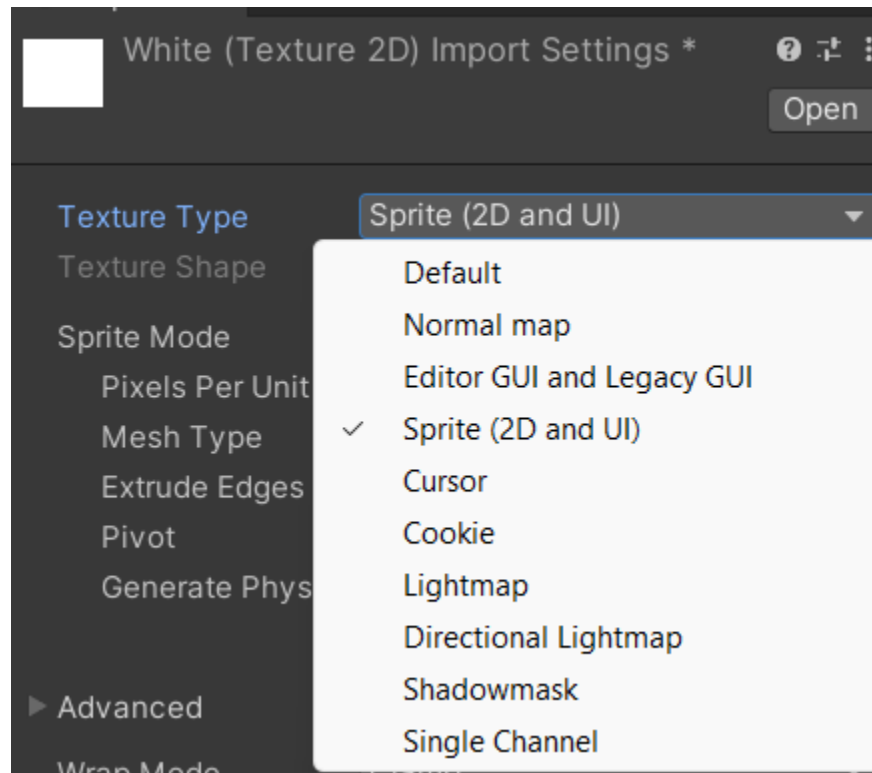 White (Texture 2D) Import Settings *
Open
Texture Type
Sprite (2D and UI)
Texture Shape
Default
Normal map
Sprite Mode
Pixels Per Unit
Editor GUI and Legacy GUI
Mesh Type
✓ Sprite (2D and UI)
Extrude Edges
Cursor
Pivot
Cookie
Generate Phys
Lightmap
Directional Lightmap
Advanced
Shadowmask
Single Channel
Wrap Mode